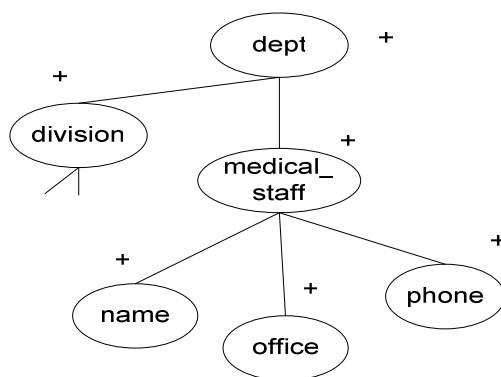 dept +
+
division
+
medical_
staff
+
+
name
+
phone
office